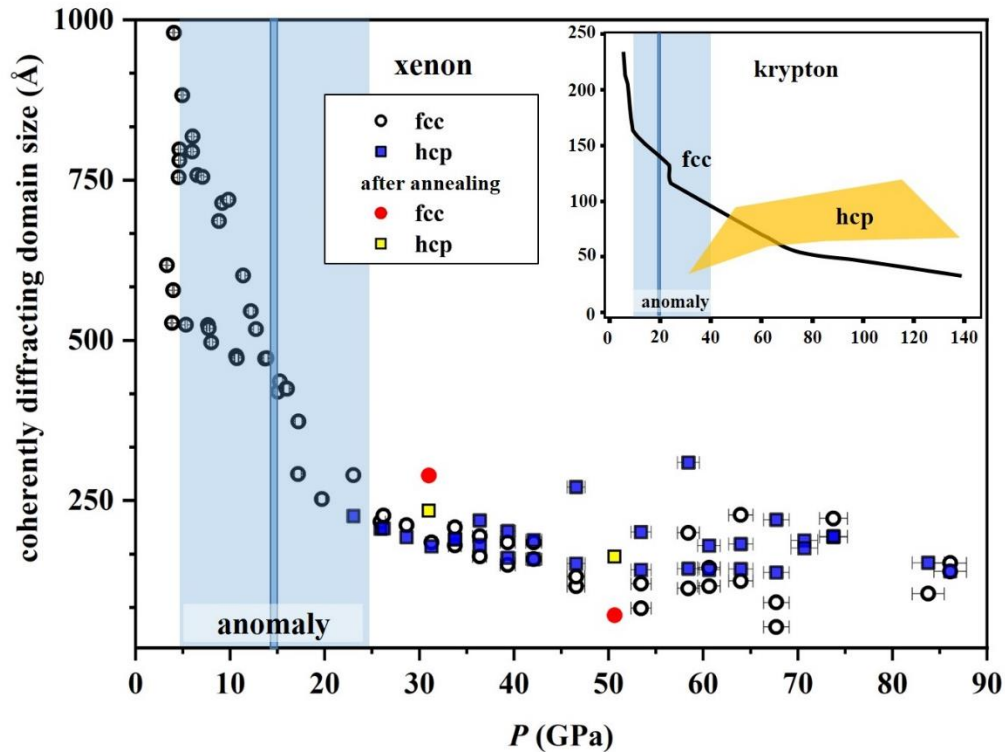 coherently diffracting domain size (Å)
1000
750
500
250
xenon
fcc
hcp
after annealing
fcc
hcp
anomaly
0 10 20 30 40 50 60 70 80 90
P (GPa)
250
200
150
100
50
0
krypton
fcc
hcp
anomaly
0 20 40 60 80 100 120 140